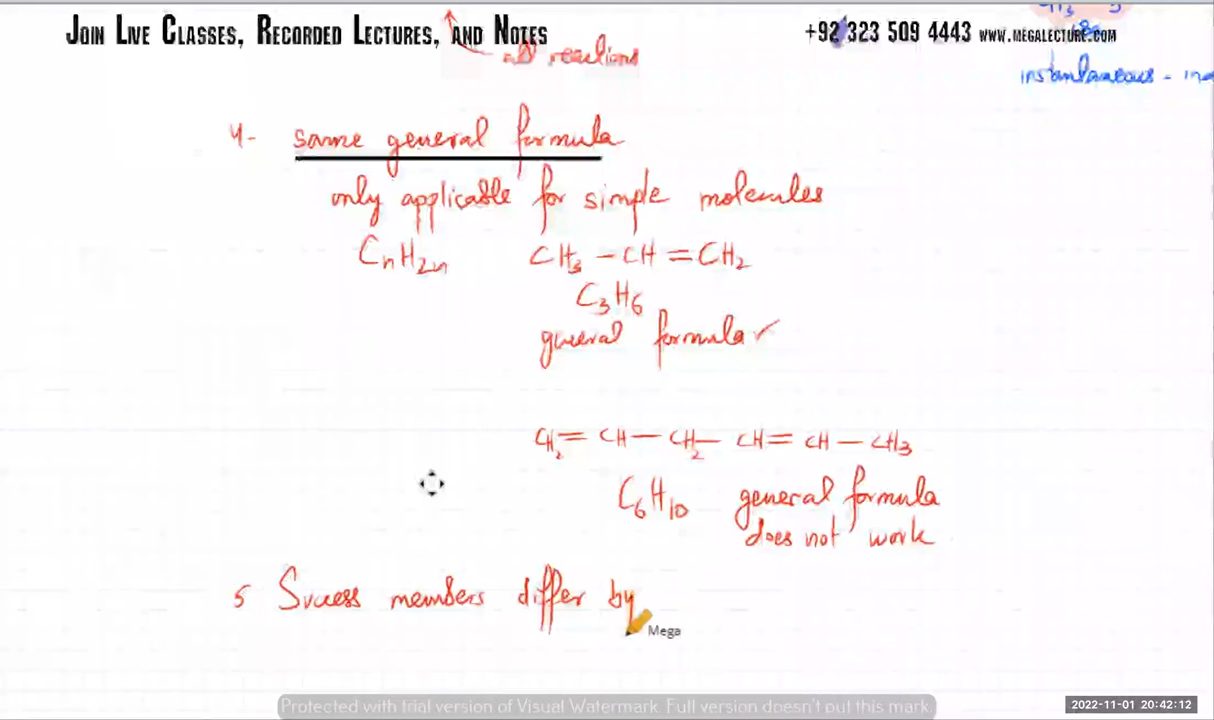 JOIN LIVE CLASSES, RECORDED LECTURES, AND NOTES
+92 323 509 4443 WWW.MEGALECTURE.COM
all reactions
instantaneous -
4- same general formula
only applicable for simple molecules
CnH2n CH3 - CH = CH2
C3H6
general formula ✓
CH2 = CH - CH2 - CH = CH - CH3
C6H10 general formula
does not work
5 Success members differ by
Mega
Protected with trial version of Visual Watermark. Full version doesn't put this mark.
2022-11-01 20:42:12